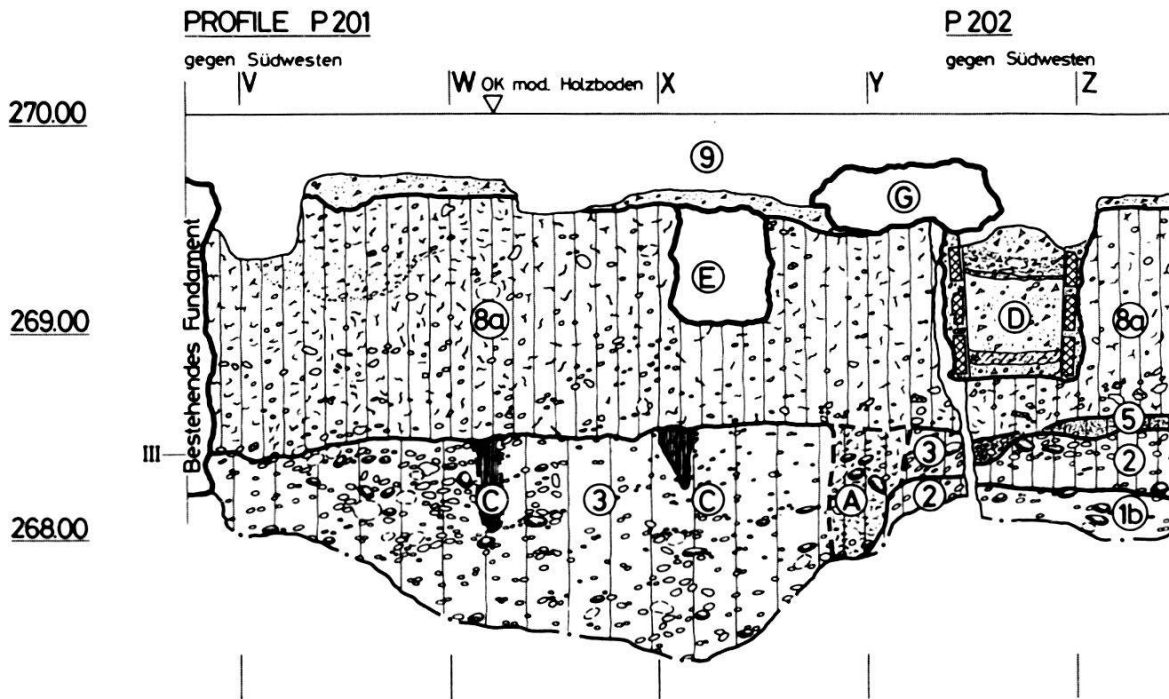 PROFILE P 201
P 202
gegen Südwesten
gegen Südwesten
V
W
OK mod. Holzboden
X
Y
Z
270.00
9
G
Bestehendes Fundament
E
269.00
8a
D
8a
5
III
3
2
C
3
C
A
2
1b
268.00